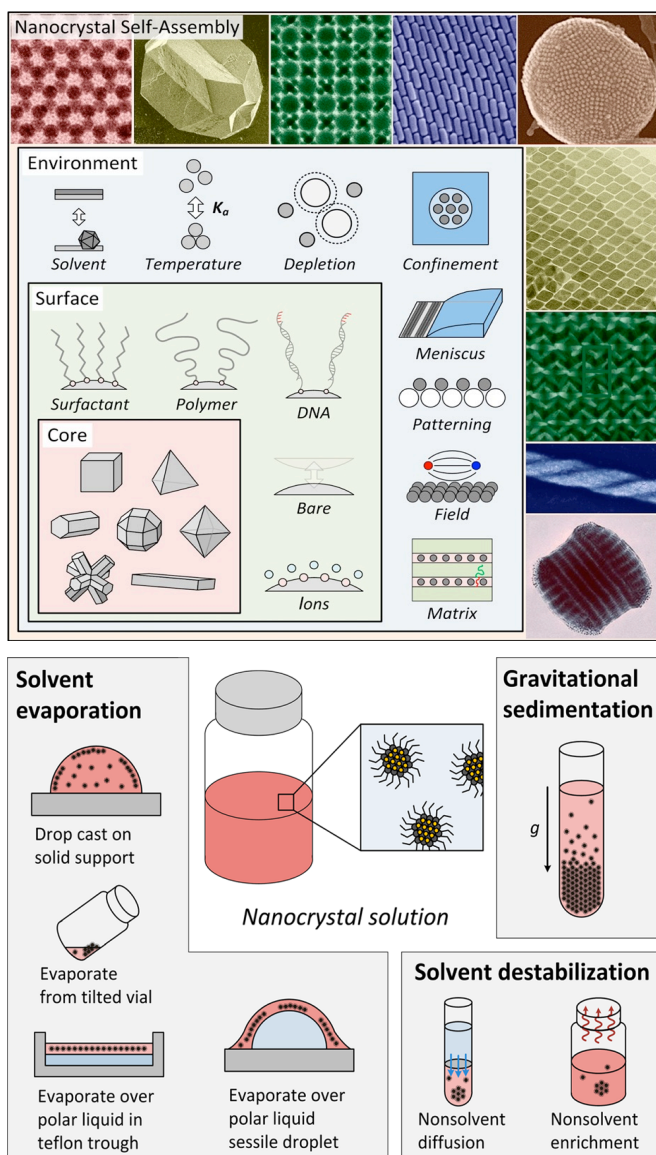 Nanocrystal Self-Assembly
Environment
K_a
Solvent
Temperature
Depletion
Confinement
Surface
Surfactant
Polymer
DNA
Meniscus
Patterning
Core
Bare
Field
Ions
Matrix
Solvent
evaporation
Drop cast on
solid support
Evaporate
from tilted vial
Evaporate over
polar liquid in
teflon trough
Evaporate over
polar liquid
sessile droplet
Nanocrystal solution
Gravitational
sedimentation
g
Solvent destabilization
Nonsolvent
diffusion
Nonsolvent
enrichment